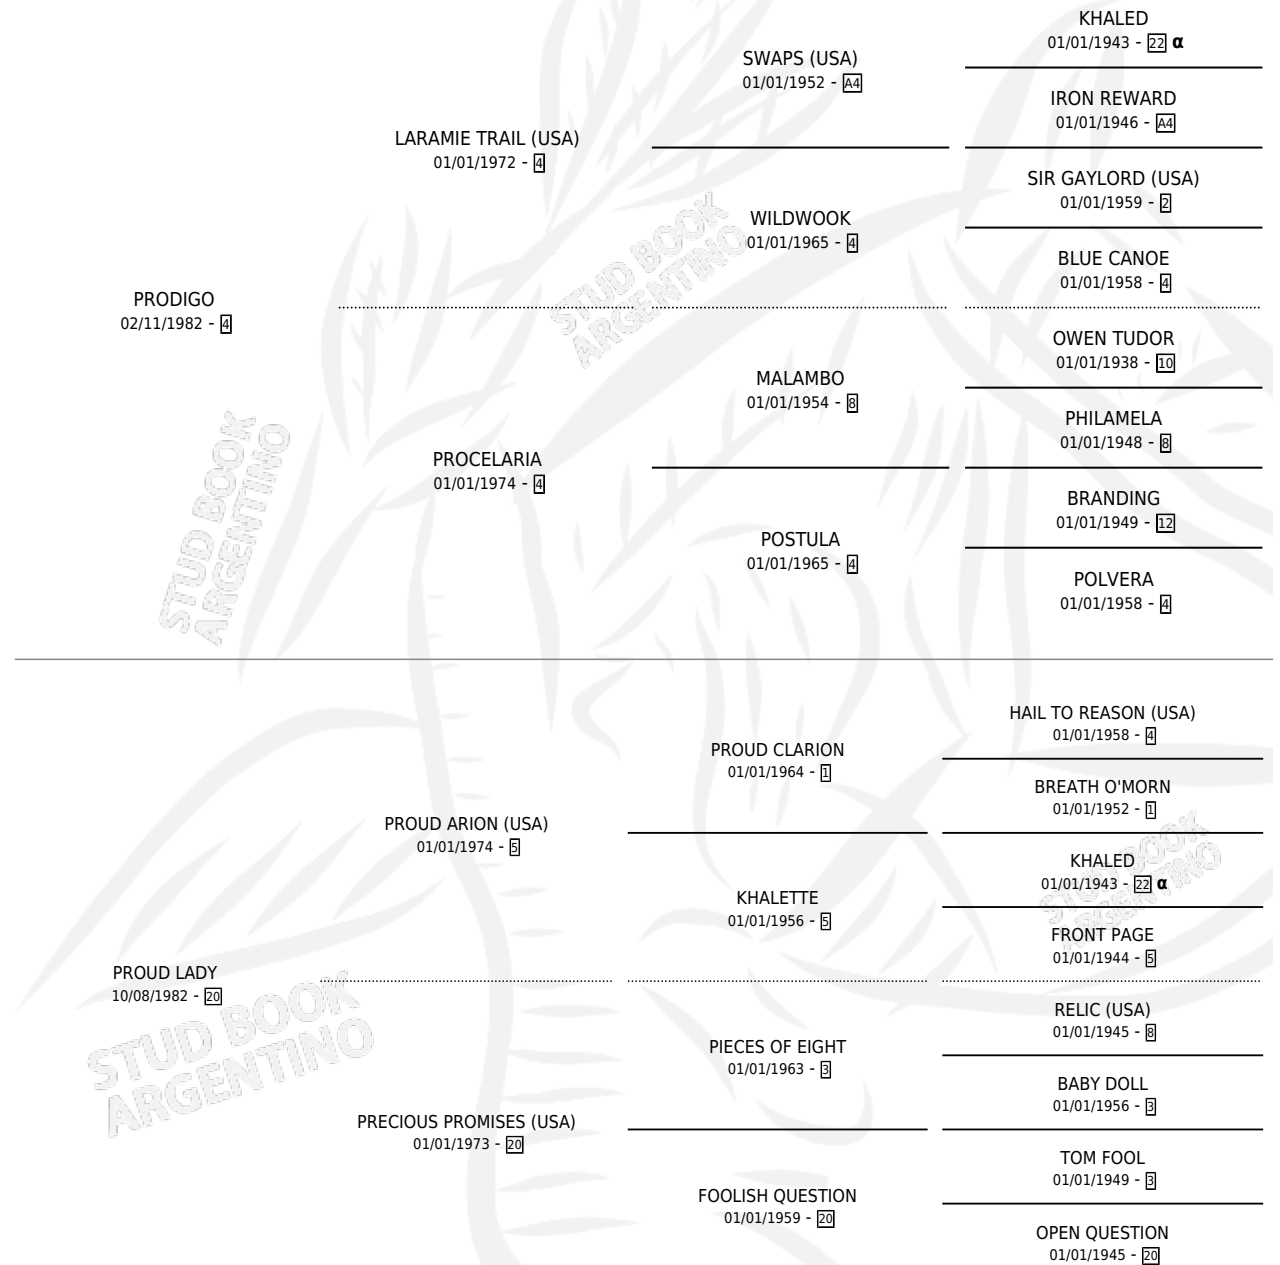 KHALED
01/01/1943 - 22 α
SWAPS (USA)
01/01/1952 - A4
IRON REWARD
01/01/1946 - A4
LARAMIE TRAIL (USA)
01/01/1972 - 4
SIR GAYLORD (USA)
01/01/1959 - 2
WILDWOOK
01/01/1965 - 4
BLUE CANOE
01/01/1958 - 4
STUD BOOK
ARGENTINO
PRODIGO
02/11/1982 - 4
OWEN TUDOR
01/01/1938 - 10
MALAMBO
01/01/1954 - 8
PHILAMELA
01/01/1948 - 8
PROCELARIA
01/01/1974 - 4
BRANDING
01/01/1949 - 12
POSTULA
01/01/1965 - 4
POLVERA
01/01/1958 - 4
STUD BOOK
ARGENTINO
HAIL TO REASON (USA)
01/01/1958 - 4
PROUD CLARION
01/01/1964 - 1
BREATH O'MORN
01/01/1952 - 1
PROUD ARION (USA)
01/01/1974 - 5
KHALED
01/01/1943 - 22 α
KHALETTE
01/01/1956 - 5
FRONT PAGE
01/01/1944 - 5
STUD BOOK
ARGENTINO
PROUD LADY
10/08/1982 - 20
RELIC (USA)
01/01/1945 - 8
PIECES OF EIGHT
01/01/1963 - 3
BABY DOLL
01/01/1956 - 3
PRECIOUS PROMISES (USA)
01/01/1973 - 20
TOM FOOL
01/01/1949 - 3
FOOLISH QUESTION
01/01/1959 - 20
OPEN QUESTION
01/01/1945 - 20
STUD BOOK
ARGENTINO